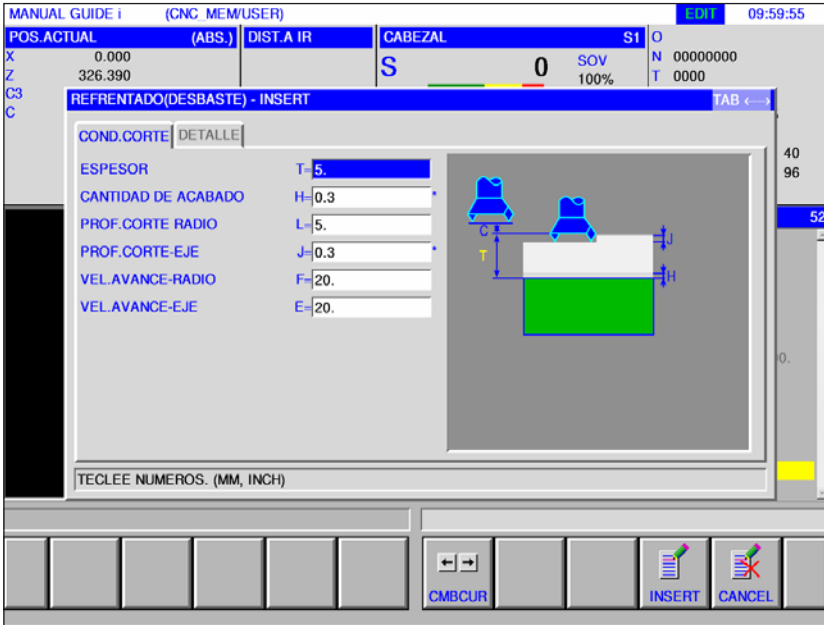 MANUAL GUIDE i (CNC_MEM/USER) EDIT 09:59:55
POS.ACTUAL (ABS.) DIST.A IR CABEZAL S1 O
X 0.000 S 0 SOV 100% N 00000000
Z 326.390 T 0000
C3
C
REFRENTADO(DESBASTE) - INSERT TAB ←→
COND.CORTE DETALLE
40
96
52
ESPESOR T=5.
CANTIDAD DE ACABADO H=0.3 *
PROF.CORTE RADIO L=5.
PROF.CORTE-EJE J=0.3 *
VEL.AVANCE-RADIO F=20.
VEL.AVANCE-EJE E=20.
C
T
J
H
0.
TECLEE NUMEROS. (MM, INCH)
CMBCUR INSERT CANCEL